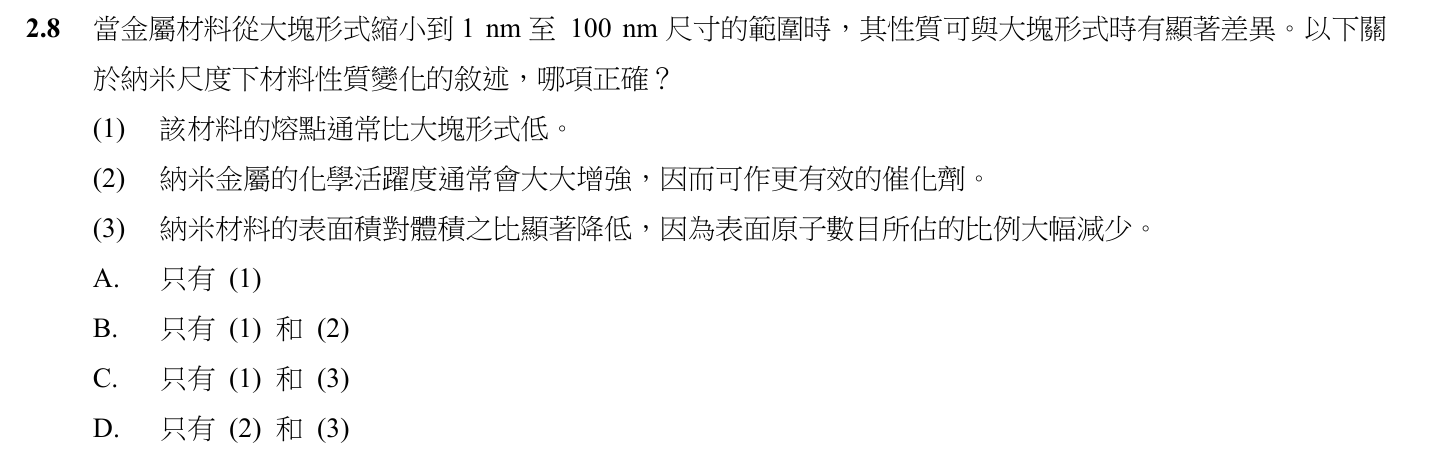 2.8 當金屬材料從大塊形式縮小到 1 nm 至 100 nm 尺寸的範圍時，其性質可與大塊形式時有顯著差異。以下關
於納米尺度下材料性質變化的敘述，哪項正確？
(1) 該材料的熔點通常比大塊形式低。
(2) 納米金屬的化學活躍度通常會大大增強，因而可作更有效的催化劑。
(3) 納米材料的表面積對體積之比顯著降低，因為表面原子數目所佔的比例大幅減少。
A. 只有 (1)
B. 只有 (1) 和 (2)
C. 只有 (1) 和 (3)
D. 只有 (2) 和 (3)